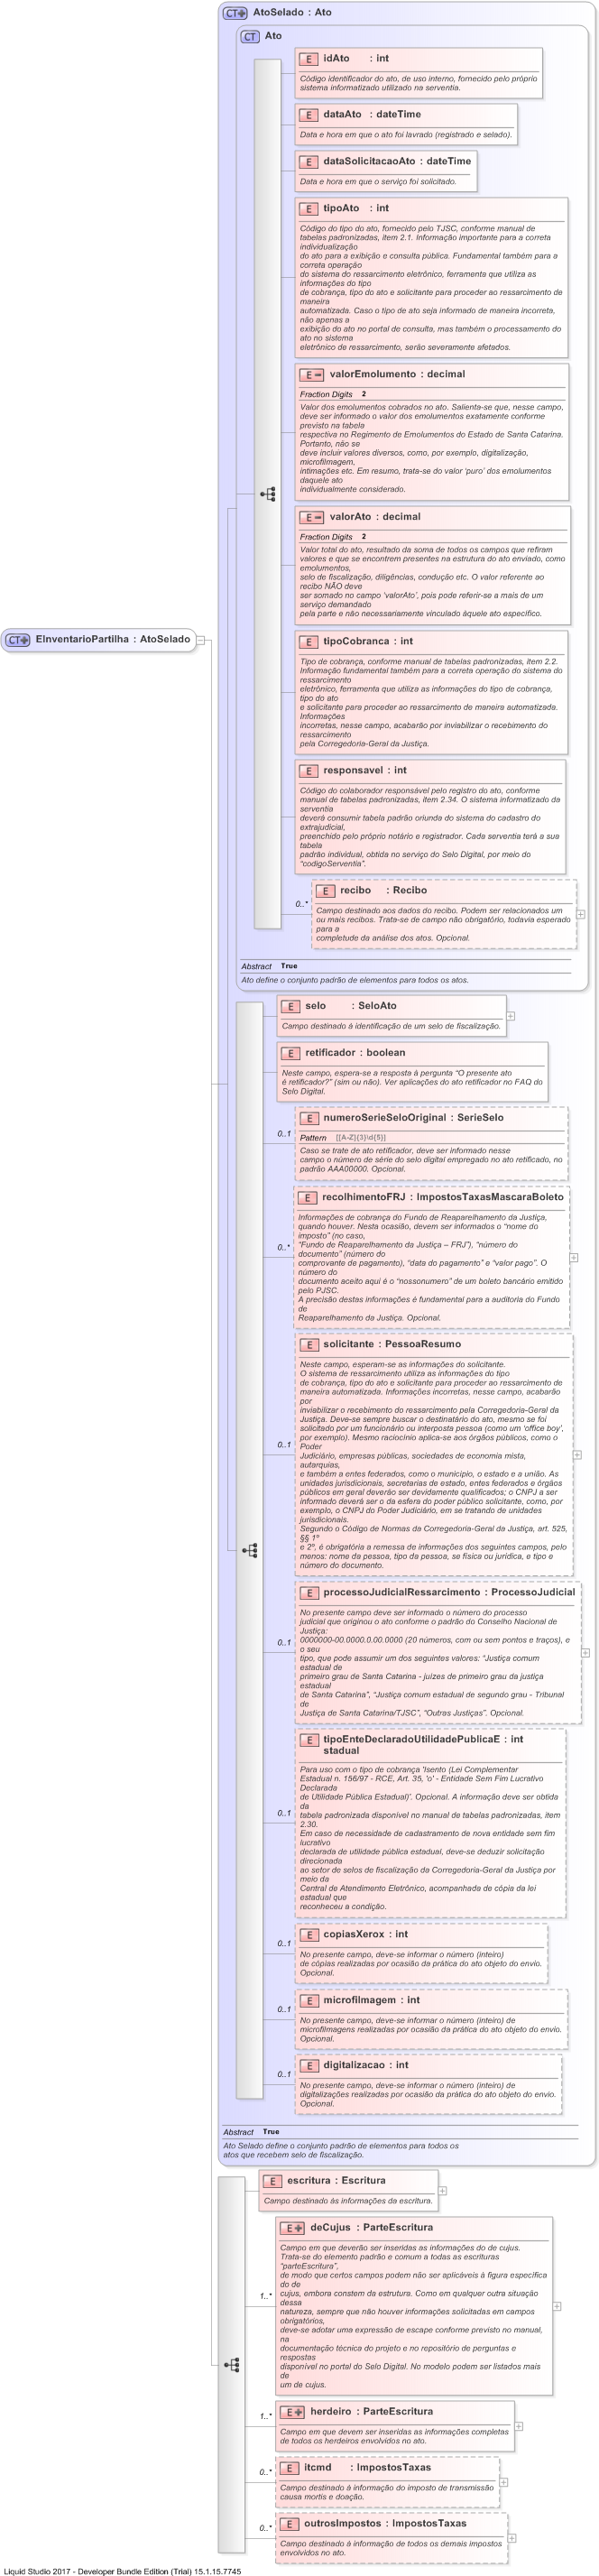 CT AtoSelado : Ato
CT Ato
E idAto : int
Código identificador do ato, de uso interno, fornecido pelo próprio
sistema informatizado utilizado na serventia.
E dataAto : dateTime
Data e hora em que o ato foi lavrado (registrado e selado).
E dataSolicitacaoAto : dateTime
Data e hora em que o serviço foi solicitado.
E tipoAto : int
Código do tipo do ato, fornecido pelo TJSC, conforme manual de
tabelas padronizadas, item 2.1. Informação importante para a correta
individualização
do ato para a exibição e consulta pública. Fundamental também para a
correta operação
do sistema do ressarcimento eletrônico, ferramenta que utiliza as
informações do tipo
de cobrança, tipo do ato e solicitante para proceder ao ressarcimento de
maneira
automatizada. Caso o tipo de ato seja informado de maneira incorreta,
não apenas a
exibição do ato no portal de consulta, mas também o processamento do
ato no sistema
eletrônico de ressarcimento, serão severamente afetados.
E valorEmolumento : decimal
Fraction Digits 2
Valor dos emolumentos cobrados no ato. Salienta-se que, nesse campo,
deve ser informado o valor dos emolumentos exatamente conforme
previsto na tabela
respectiva no Regimento de Emolumentos do Estado de Santa Catarina.
Portanto, não se
deve incluir valores diversos, como, por exemplo, digitalização,
microfilmagem,
intimações etc. Em resumo, trata-se do valor 'puro' dos emolumentos
daquele ato
individualmente considerado.
E valorAto : decimal
Fraction Digits 2
Valor total do ato, resultado da soma de todos os campos que refiram
valores e que se encontrem presentes na estrutura do ato enviado, como
emolumentos,
selo de fiscalização, diligências, condução etc. O valor referente ao
recibo NÃO deve
ser somado no campo 'valorAto', pois pode referir-se a mais de um
serviço demandado
pela parte e não necessariamente vinculado àquele ato específico.
CT EInventarioPartilha : AtoSelado
E tipoCobranca : int
Tipo de cobrança, conforme manual de tabelas padronizadas, item 2.2.
Informação fundamental também para a correta operação do sistema do
ressarcimento
eletrônico, ferramenta que utiliza as informações do tipo de cobrança,
tipo do ato
e solicitante para proceder ao ressarcimento de maneira automatizada.
Informações
incorretas, nesse campo, acabarão por inviabilizar o recebimento do
ressarcimento
pela Corregedoria-Geral da Justiça.
E responsavel : int
Código do colaborador responsável pelo registro do ato, conforme
manual de tabelas padronizadas, item 2.34. O sistema informatizado da
serventia
deverá consumir tabela padrão oriunda do sistema do cadastro do
extrajudicial,
preenchido pelo próprio notário e registrador. Cada serventia terá a sua
tabela
padrão individual, obtida no serviço do Selo Digital, por meio do
"codigoServentia".
E recibo : Recibo
0..*
Campo destinado aos dados do recibo. Podem ser relacionados um
ou mais recibos. Trata-se de campo não obrigatório, todavia esperado
para a
completude da análise dos atos. Opcional.
Abstract True
Ato define o conjunto padrão de elementos para todos os atos.
E selo : SeloAto
Campo destinado à identificação de um selo de fiscalização.
E retificador : boolean
Neste campo, espera-se a resposta à pergunta "O presente ato
é retificador?" (sim ou não). Ver aplicações do ato retificador no FAQ do
Selo Digital.
E numeroSerieSeloOriginal : SerieSelo
0..1
Pattern [[A-Z]{3}\d{5}]
Caso se trate de ato retificador, deve ser informado nesse
campo o número de série do selo digital empregado no ato retificado, no
padrão AAA00000. Opcional.
E recolhimentoFRJ : ImpostosTaxasMascaraBoleto
Informações de cobrança do Fundo de Reaparelhamento da Justiça,
quando houver. Nesta ocasião, devem ser informados o "nome do
imposto" (no caso,
0..*
"Fundo de Reaparelhamento da Justiça – FRJ"), "número do
documento" (número do
comprovante de pagamento), "data do pagamento" e "valor pago". O
número do
documento aceito aqui é o "nossonumero" de um boleto bancário emitido
pelo PJSC.
A precisão destas informações é fundamental para a auditoria do Fundo
de
Reaparelhamento da Justiça. Opcional.
E solicitante : PessoaResumo
Neste campo, esperam-se as informações do solicitante.
O sistema de ressarcimento utiliza as informações do tipo
de cobrança, tipo do ato e solicitante para proceder ao ressarcimento de
maneira automatizada. Informações incorretas, nesse campo, acabarão
por
inviabilizar o recebimento do ressarcimento pela Corregedoria-Geral da
Justiça. Deve-se sempre buscar o destinatário do ato, mesmo se foi
solicitado por um funcionário ou interposta pessoa (como um 'office boy',
por exemplo). Mesmo raciocínio aplica-se aos órgãos públicos, como o
Poder
0..1
Judiciário, empresas públicas, sociedades de economia mista,
autarquias,
e também a entes federados, como o município, o estado e a união. As
unidades jurisdicionais, secretarias de estado, entes federados e órgãos
públicos em geral deverão ser devidamente qualificados; o CNPJ a ser
informado deverá ser o da esfera do poder público solicitante, como, por
exemplo, o CNPJ do Poder Judiciário, em se tratando de unidades
jurisdicionais.
Segundo o Código de Normas da Corregedoria-Geral da Justiça, art. 525,
§§ 1º
e 2º, é obrigatória a remessa de informações dos seguintes campos, pelo
menos: nome da pessoa, tipo da pessoa, se física ou jurídica, e tipo e
número do documento.
E processoJudicialRessarcimento : ProcessoJudicial
No presente campo deve ser informado o número do processo
judicial que originou o ato conforme o padrão do Conselho Nacional de
Justiça:
0..1
0000000-00.0000.0.00.0000 (20 números, com ou sem pontos e traços), e
o seu
tipo, que pode assumir um dos seguintes valores: "Justiça comum
estadual de
primeiro grau de Santa Catarina - juízes de primeiro grau da justiça
estadual
de Santa Catarina", "Justiça comum estadual de segundo grau - Tribunal
de
Justiça de Santa Catarina/TJSC", "Outras Justiças". Opcional.
E tipoEnteDeclaradoUtilidadePublicaE : int
stadual
Para uso com o tipo de cobrança 'Isento (Lei Complementar
Estadual n. 156/97 - RCE, Art. 35, 'o' - Entidade Sem Fim Lucrativo
Declarada
de Utilidade Pública Estadual)'. Opcional. A informação deve ser obtida
da
0..1
tabela padronizada disponível no manual de tabelas padronizadas, item
2.30.
Em caso de necessidade de cadastramento de nova entidade sem fim
lucrativo
declarada de utilidade pública estadual, deve-se deduzir solicitação
direcionada
ao setor de selos de fiscalização da Corregedoria-Geral da Justiça por
meio da
Central de Atendimento Eletrônico, acompanhada de cópia da lei
estadual que
reconheceu a condição.
E copiasXerox : int
0..1
No presente campo, deve-se informar o número (inteiro)
de cópias realizadas por ocasião da prática do ato objeto do envio.
Opcional.
E microfilmagem : int
0..1
No presente campo, deve-se informar o número (inteiro) de
microfilmagens realizadas por ocasião da prática do ato objeto do envio.
Opcional.
E digitalizacao : int
0..1
No presente campo, deve-se informar o número (inteiro) de
digitalizações realizadas por ocasião da prática do ato objeto do envio.
Opcional.
Abstract True
Ato Selado define o conjunto padrão de elementos para todos os
atos que recebem selo de fiscalização.
E escritura : Escritura
Campo destinado às informações da escritura.
E deCujus : ParteEscritura
Campo em que deverão ser inseridas as informações do de cujus.
Trata-se do elemento padrão e comum a todas as escrituras
"parteEscritura",
de modo que certos campos podem não ser aplicáveis à figura específica
do de
cujus, embora constem da estrutura. Como em qualquer outra situação
dessa
1..*
natureza, sempre que não houver informações solicitadas em campos
obrigatórios,
deve-se adotar uma expressão de escape conforme previsto no manual,
na
documentação técnica do projeto e no repositório de perguntas e
respostas
disponível no portal do Selo Digital. No modelo podem ser listados mais
de
um de cujus.
E herdeiro : ParteEscritura
1..*
Campo em que devem ser inseridas as informações completas
de todos os herdeiros envolvidos no ato.
E itcmd : ImpostosTaxas
0..*
Campo destinado à informação do imposto de transmissão
causa mortis e doação.
E outrosImpostos : ImpostosTaxas
0..*
Campo destinado à informação de todos os demais impostos
envolvidos no ato.
Liquid Studio 2017 - Developer Bundle Edition (Trial) 15.1.15.7745